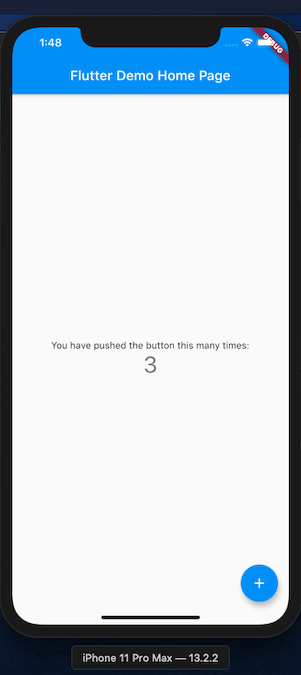 1:48
DEBUG
Flutter Demo Home Page
You have pushed the button this many times:
3
+
iPhone 11 Pro Max — 13.2.2